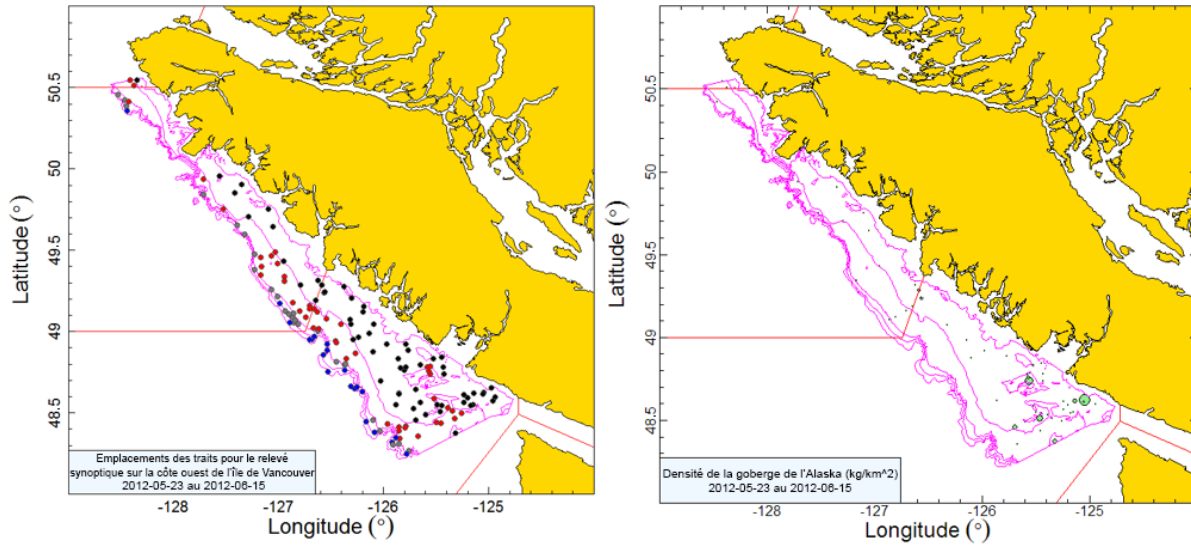 50.5
50
49.5
49
48.5
Latitude (°)
-128
-127
-126
-125
Longitude (°)
Emplacements des traits pour le relevé
synoptique sur la côte ouest de l'île de Vancouver
2012-05-23 au 2012-06-15
50.5
50
49.5
49
48.5
Latitude (°)
-128
-127
-126
-125
Longitude (°)
Densité de la goberge de l'Alaska (kg/km^2)
2012-05-23 au 2012-06-15